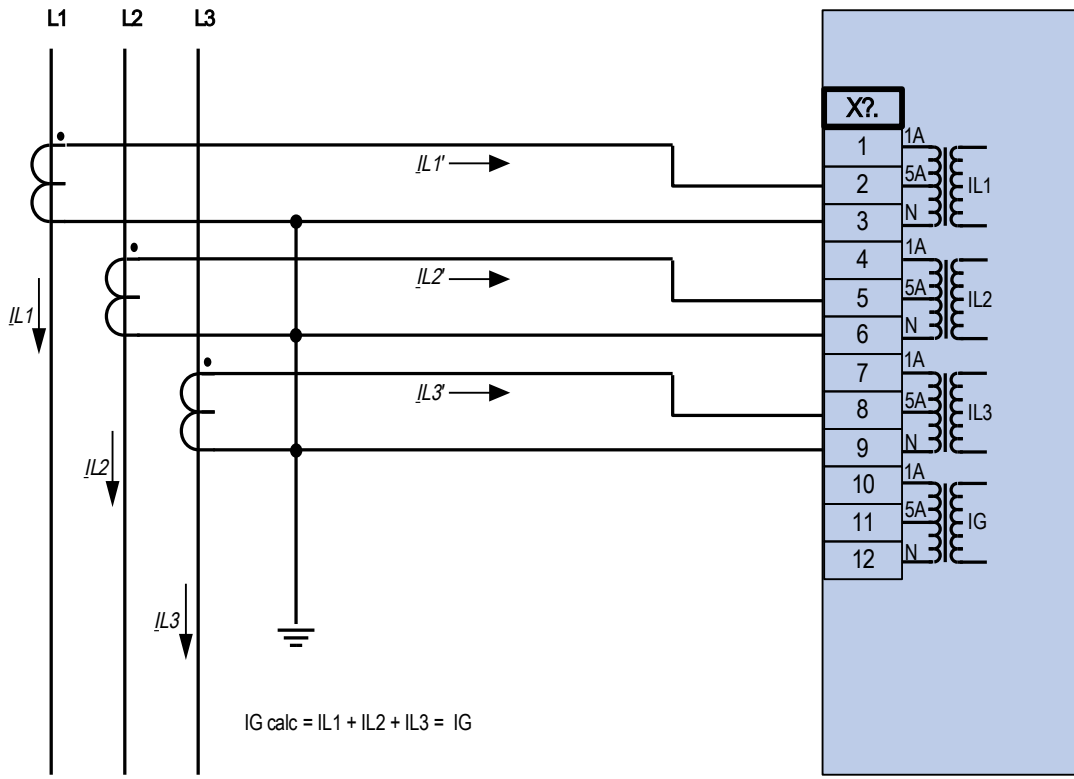 L1 L2 L3
X?.
1 1A
IL1' 2 5A IL1
3 N
4 1A
IL2' 5 5A IL2
IL1
6 N
7 1A
IL3' 8 5A IL3
9 N
IL2
10 1A
11 5A IG
12 N
IL3
IG calc = IL1 + IL2 + IL3 = IG